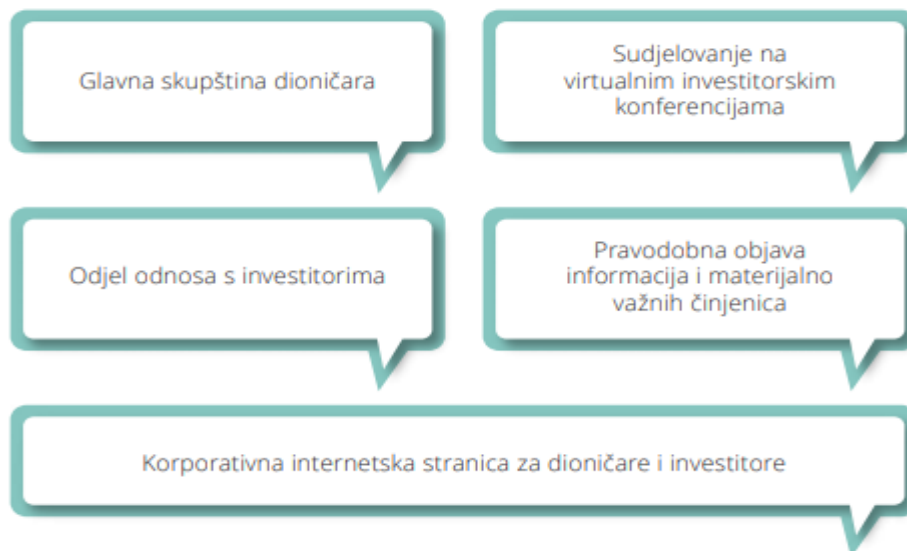 Glavna skupština dioničara
Sudjelovanje na
virtualnim investitorskim
konferencijama
Odjel odnosa s investitorima
Pravodobna objava
informacija i materijalno
važnih činjenica
Korporativna internetska stranica za dioničare i investitore